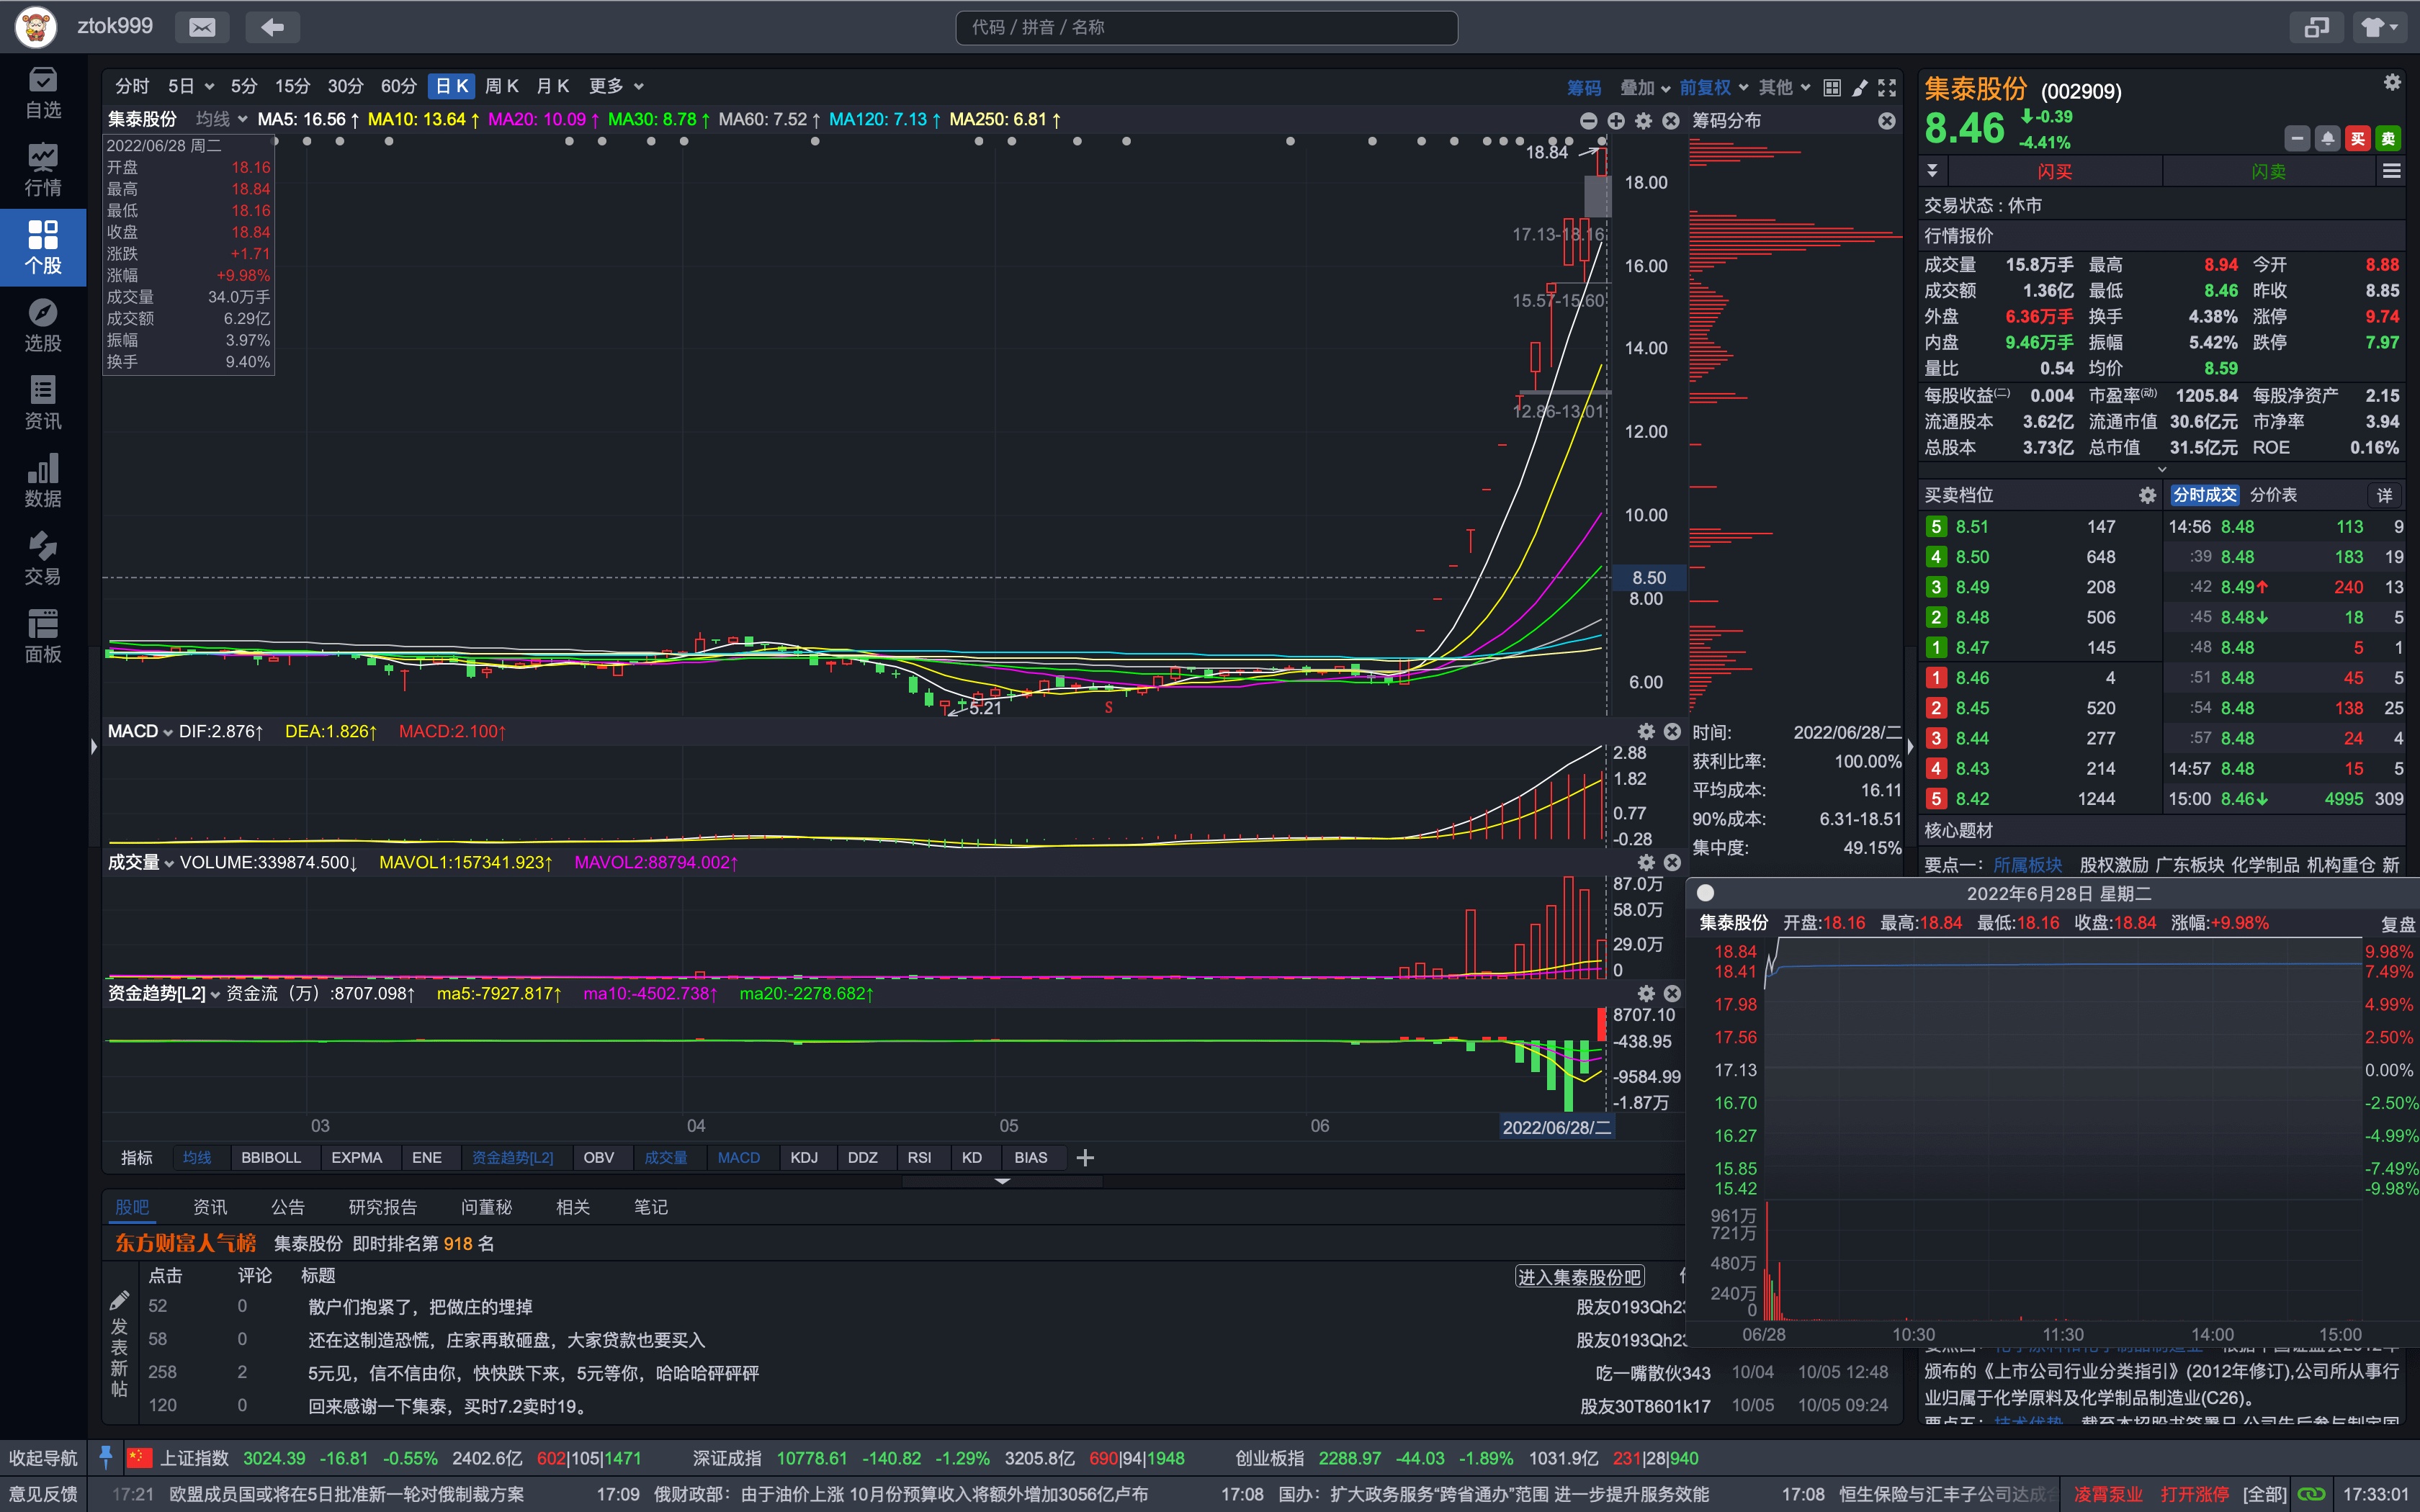 ztok999
代码 / 拼音 / 名称
自选
行情
个股
选股
资讯
数据
交易
面板
分时 5日 5分 15分 30分 60分 日K 周K 月K 更多
筹码 叠加 前复权 其他
集泰股份 均线 MA5: 16.56↑ MA10: 13.64↑ MA20: 10.09↑ MA30: 8.78↑ MA60: 7.52↑ MA120: 7.13↑ MA250: 6.81↑
筹码分布
2022/06/28 周二
开盘 18.16
最高 18.84
最低 18.16
收盘 18.84
涨跌 +1.71
涨幅 +9.98%
成交量 34.0万手
成交额 6.29亿
振幅 3.97%
换手 9.40%
18.84
17.13-18.16
15.57-15.60
12.86-13.01
5.21
S
18.00
16.00
14.00
12.00
10.00
8.50
8.00
6.00
MACD DIF:2.876↑ DEA:1.826↑ MACD:2.100↑
2.88
1.82
0.77
-0.28
时间: 2022/06/28/二
获利比率: 100.00%
平均成本: 16.11
90%成本: 6.31-18.51
集中度: 49.15%
成交量 VOLUME:339874.500↓ MAVOL1:157341.923↑ MAVOL2:88794.002↑
87.0万
58.0万
29.0万
0
资金趋势[L2] 资金流（万）:8707.098↑ ma5:-7927.817↑ ma10:-4502.738↑ ma20:-2278.682↑
8707.10
-438.95
-9584.99
-1.87万
03 04 05 06 2022/06/28/二
指标 均线 BBIBOLL EXPMA ENE 资金趋势[L2] OBV 成交量 MACD KDJ DDZ RSI KD BIAS
股吧 资讯 公告 研究报告 问董秘 相关 笔记
东方财富人气榜 集泰股份 即时排名第 918 名
点击 评论 标题 进入集泰股份吧
发表新帖
52 0 散户们抱紧了，把做庄的埋掉 股友0193Qh23
58 0 还在这制造恐慌，庄家再敢砸盘，大家贷款也要买入 股友0193Qh23
258 2 5元见，信不信由你，快快跌下来，5元等你，哈哈哈砰砰砰 吃一嘴散伙343 10/04 10/05 12:48
120 0 回来感谢一下集泰，买时7.2卖时19。 股友30T8601k17 10/05 10/05 09:24
集泰股份 (002909)
8.46 -0.39
-4.41%
买 卖
闪买 闪卖
交易状态 : 休市
行情报价
成交量 15.8万手 最高 8.94 今开 8.88
成交额 1.36亿 最低 8.46 昨收 8.85
外盘 6.36万手 换手 4.38% 涨停 9.74
内盘 9.46万手 振幅 5.42% 跌停 7.97
量比 0.54 均价 8.59
每股收益(二) 0.004 市盈率(动) 1205.84 每股净资产 2.15
流通股本 3.62亿 流通市值 30.6亿元 市净率 3.94
总股本 3.73亿 总市值 31.5亿元 ROE 0.16%
买卖档位
5 8.51 147
4 8.50 648
3 8.49 208
2 8.48 506
1 8.47 145
1 8.46 4
2 8.45 520
3 8.44 277
4 8.43 214
5 8.42 1244
分时成交 分价表 详
14:56 8.48 113 9
:39 8.48 183 19
:42 8.49↑ 240 13
:45 8.48↓ 18 5
:48 8.48 5 1
:51 8.48 45 5
:54 8.48 138 25
:57 8.48 24 4
14:57 8.48 15 5
15:00 8.46↓ 4995 309
核心题材
要点一： 所属板块 股权激励 广东板块 化学制品 机构重仓 新
2022年6月28日 星期二
集泰股份 开盘:18.16 最高:18.84 最低:18.16 收盘:18.84 涨幅:+9.98% 复盘
18.84 9.98%
18.41 7.49%
17.98 4.99%
17.56 2.50%
17.13 0.00%
16.70 -2.50%
16.27 -4.99%
15.85 -7.49%
15.42 -9.98%
961万
721万
480万
240万
0
06/28 10:30 11:30 14:00 15:00
颁布的《上市公司行业分类指引》(2012年修订),公司所从事行
业归属于化学原料及化学制品制造业(C26)。
收起导航 上证指数 3024.39 -16.81 -0.55% 2402.6亿 602|105|1471 深证成指 10778.61 -140.82 -1.29% 3205.8亿 690|94|1948 创业板指 2288.97 -44.03 -1.89% 1031.9亿 231|28|940
意见反馈 17:21 欧盟成员国或将在5日批准新一轮对俄制裁方案 17:09 俄财政部：由于油价上涨 10月份预算收入将额外增加3056亿卢布 17:08 国办：扩大政务服务“跨省通办”范围 进一步提升服务效能 17:08 恒生保险与汇丰子公司达成 凌霄泵业 打开涨停 [全部] 17:33:01